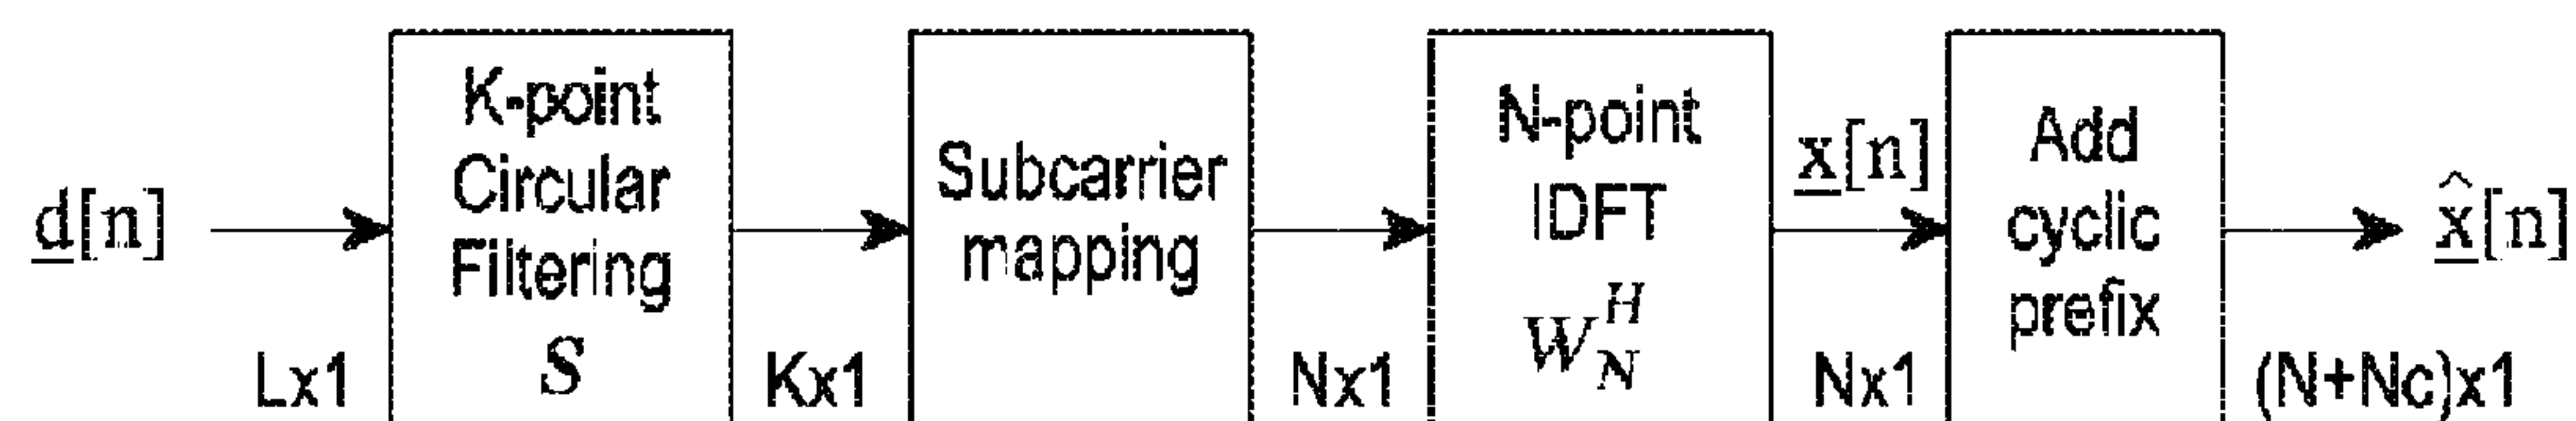 d[n]
Lx1
K-point
Circular
Filtering
S
Kx1
Subcarrier
mapping
Nx1
N-point
IDFT
W_N^H
x[n]
Nx1
Add
cyclic
prefix
x̂[n]
(N+Nc)x1